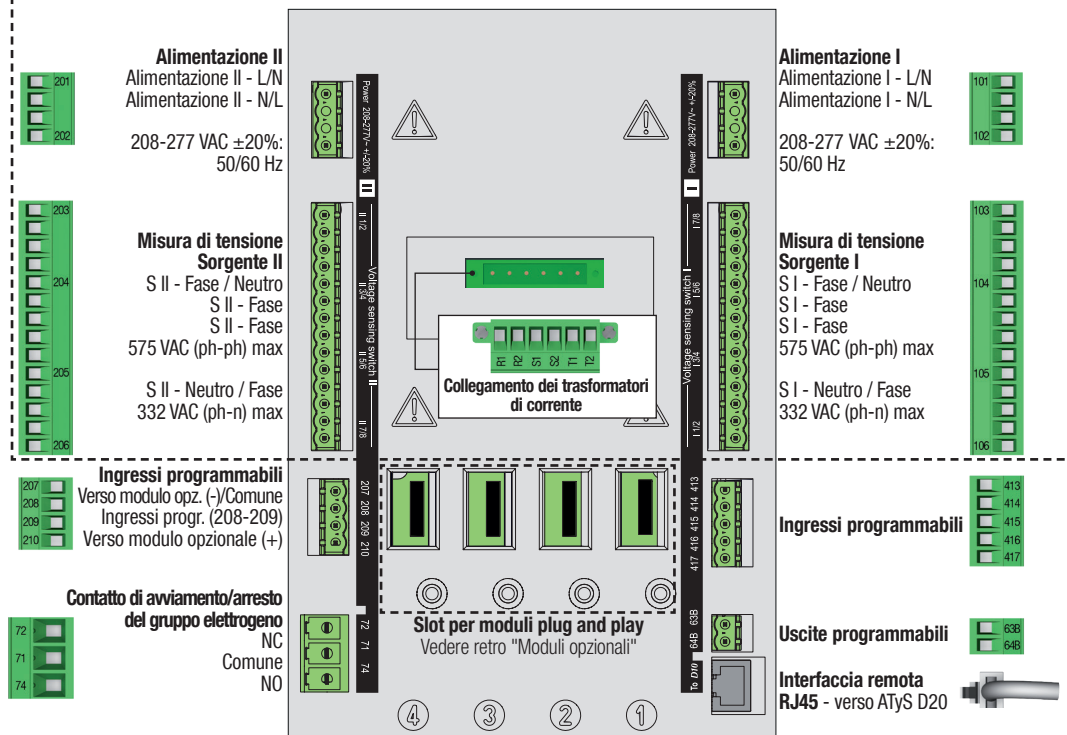 Alimentazione II
Alimentazione II - L/N
Alimentazione II - N/L
208-277 VAC ±20%:
50/60 Hz
201
202
Misura di tensione
Sorgente II
S II - Fase / Neutro
S II - Fase
S II - Fase
575 VAC (ph-ph) max
S II - Neutro / Fase
332 VAC (ph-n) max
203
204
205
206
Ingressi programmabili
Verso modulo opz. (-)/Comune
Ingressi progr. (208-209)
Verso modulo opzionale (+)
207
208
209
210
Contatto di avviamento/arresto
del gruppo elettrogeno
NC
Comune
NO
72
71
74
Power 208-277V~ +/-20%
II
II 1/2
II 3/4
II 5/6
II 7/8
Voltage sensing switch II
207 208 209 210
72 71 74
R1 R2 S1 S2 T1 T2
Collegamento dei trasformatori
di corrente
Slot per moduli plug and play
Vedere retro "Moduli opzionali"
4 3 2 1
Power 208-277V~ +/-20%
I
I 7/8
I 5/6
I 3/4
I 1/2
Voltage sensing switch I
417 416 415 414 413
64B 63B
To D10
Alimentazione I
Alimentazione I - L/N
Alimentazione I - N/L
208-277 VAC ±20%:
50/60 Hz
101
102
Misura di tensione
Sorgente I
S I - Fase / Neutro
S I - Fase
S I - Fase
575 VAC (ph-ph) max
S I - Neutro / Fase
332 VAC (ph-n) max
103
104
105
106
Ingressi programmabili
413
414
415
416
417
Uscite programmabili
63B
64B
Interfaccia remota
RJ45 - verso ATyS D20